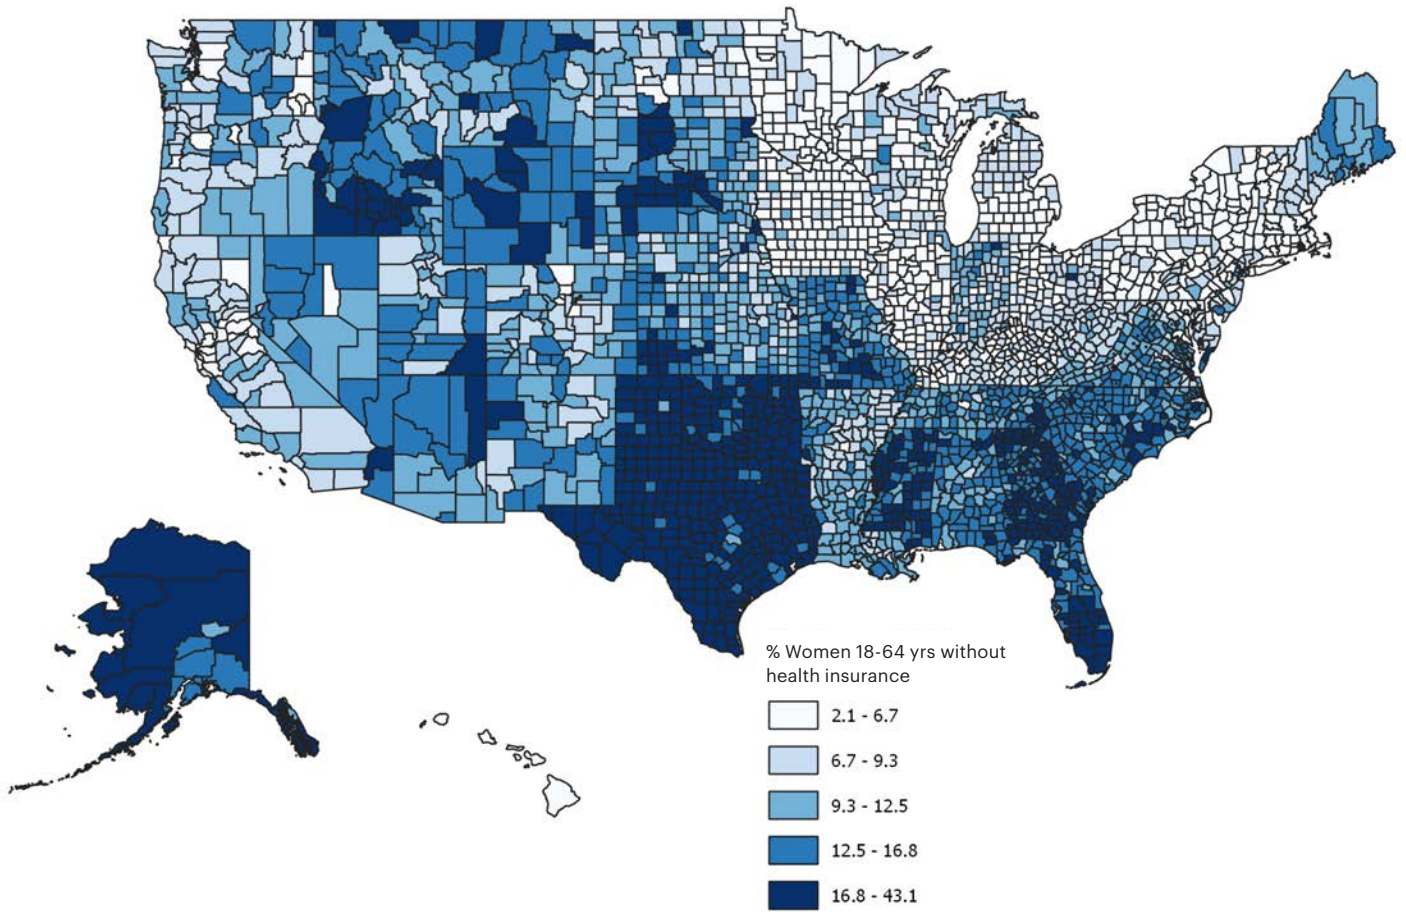 % Women 18-64 yrs without
health insurance
2.1 - 6.7
6.7 - 9.3
9.3 - 12.5
12.5 - 16.8
16.8 - 43.1